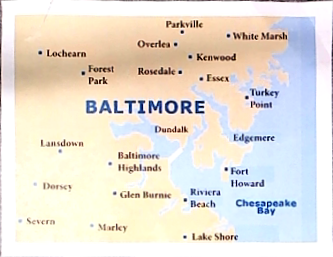 Parkville
White Marsh
Overlea
Lochearn
Kenwood
Forest
Park
Rosedale
Essex
Turkey
Point
BALTIMORE
Dundalk
Edgemere
Lansdown
Baltimore
Highlands
Fort
Howard
Dorsey
Glen Burnie
Riviera
Beach
Chesapeake
Bay
Severn
Marley
Lake Shore